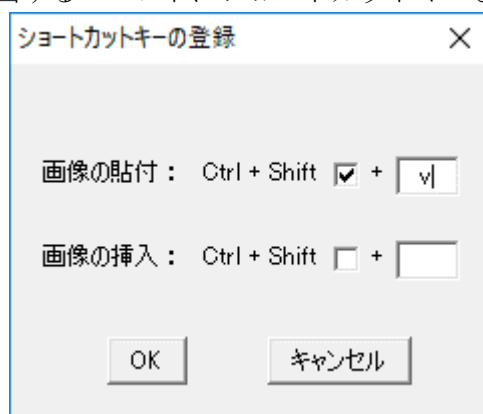 ショートカットキーの登録
画像の貼付： Ctrl + Shift + v
画像の挿入： Ctrl + Shift +
OK キャンセル